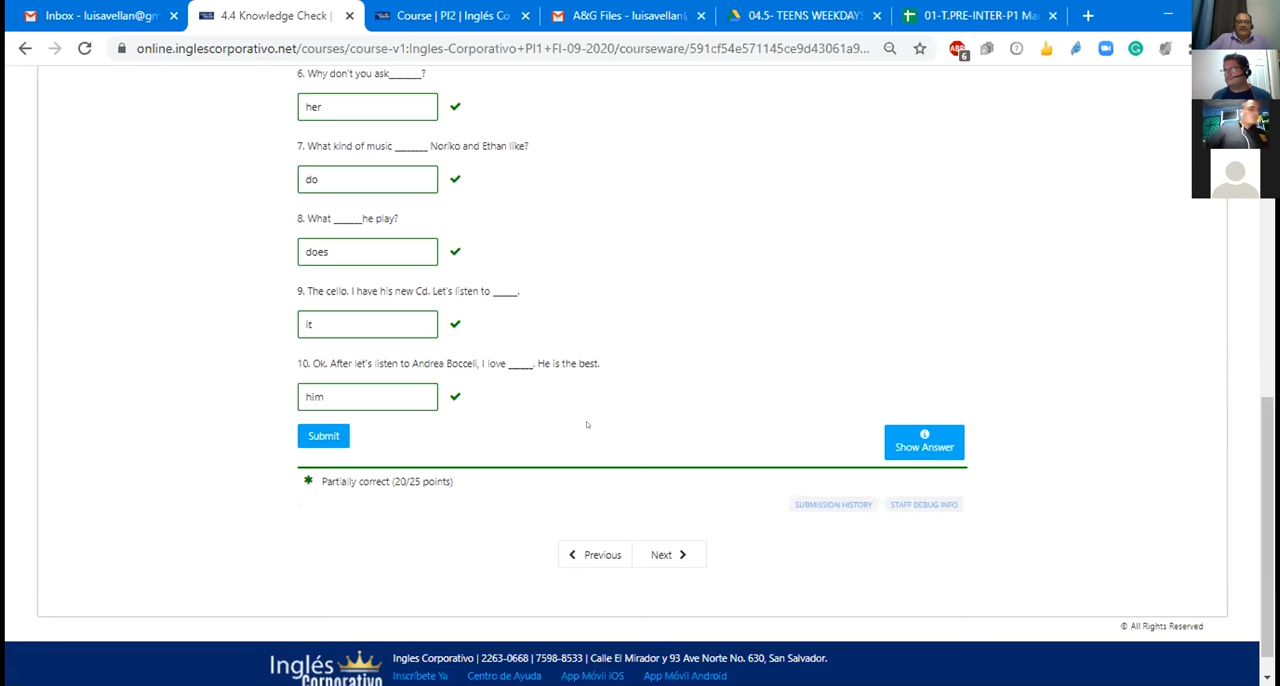 Inbox - luisavellan@gm
4.4 Knowledge Check |
Course | PI2 | Inglés Co
A&G Files - luisavellan@
04.5- TEENS WEEKDAYS
01-T.PRE-INTER-P1 Ma
online.inglescorporativo.net/courses/course-v1:Ingles-Corporativo+PI1+FI-09-2020/courseware/591cf54e571145ce9d43061a9...
ABP
6
6. Why don't you ask_______?
her
7. What kind of music _______ Noriko and Ethan like?
do
8. What ______he play?
does
9. The cello. I have his new Cd. Let's listen to _____.
it
10. Ok. After let's listen to Andrea Bocceli, I love _____. He is the best.
him
Submit
Show Answer
Partially correct (20/25 points)
SUBMISSION HISTORY
STAFF DEBUG INFO
Previous
Next
© All Rights Reserved
Inglés Corporativo
Ingles Corporativo | 2263-0668 | 7598-8533 | Calle El Mirador y 93 Ave Norte No. 630, San Salvador.
Inscríbete Ya
Centro de Ayuda
App Móvil iOS
App Móvil Android